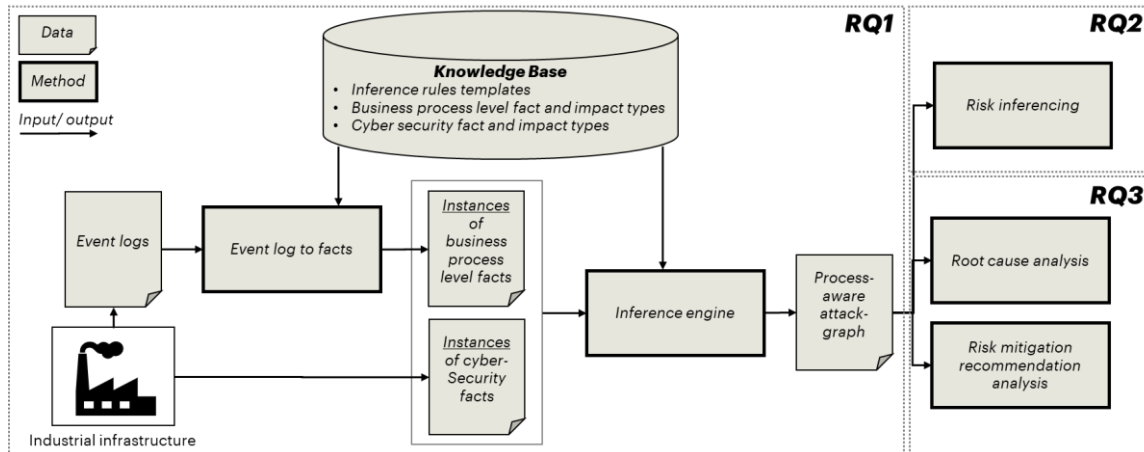 Data
Method
Input/ output
RQ1
Knowledge Base
• Inference rules templates
• Business process level fact and impact types
• Cyber security fact and impact types
Event logs
Event log to facts
Instances
of
business
process
level facts
Instances
of cyber-
Security
facts
Inference engine
Process-
aware
attack-
graph
Industrial infrastructure
RQ2
Risk inferencing
RQ3
Root cause analysis
Risk mitigation
recommendation
analysis